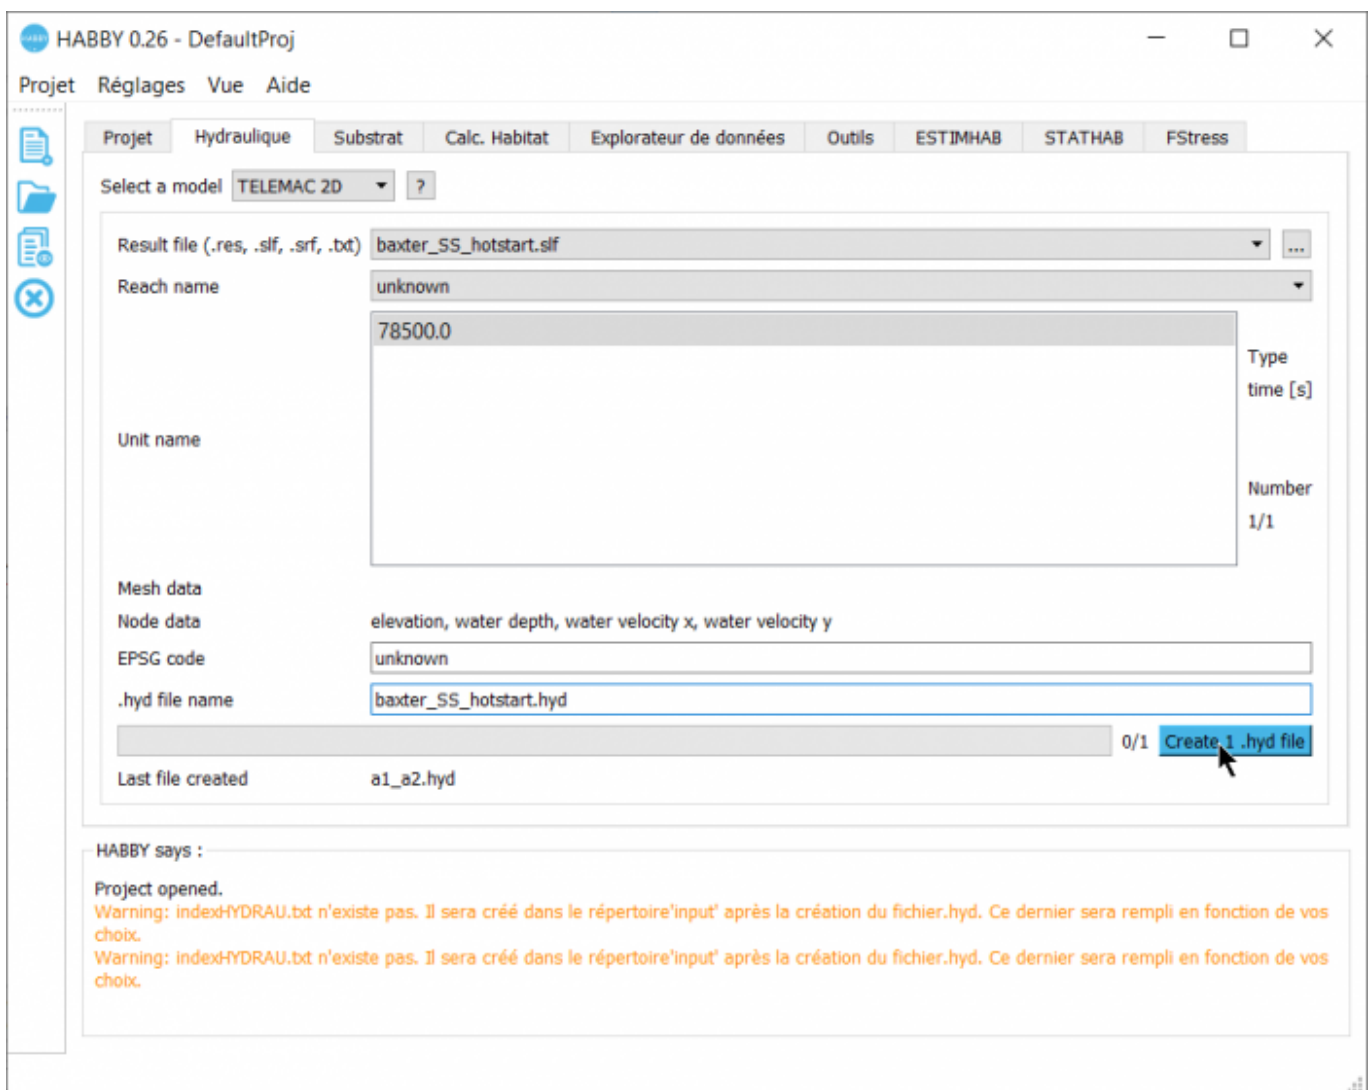 HABBY 0.26 - DefaultProj
Projet Réglages Vue Aide
Projet Hydraulique Substrat Calc. Habitat Explorateur de données Outils ESTIMHAB STATHAB FStress
Select a model TELEMAC 2D ?
Result file (.res, .slf, .srf, .txt) baxter_SS_hotstart.slf ...
Reach name unknown
78500.0
Type
time [s]
Unit name
Number
1/1
Mesh data
Node data elevation, water depth, water velocity x, water velocity y
EPSG code unknown
.hyd file name baxter_SS_hotstart.hyd
0/1 Create 1 .hyd file
Last file created a1_a2.hyd
HABBY says :
Project opened.
Warning: indexHYDRAU.txt n'existe pas. Il sera créé dans le répertoire'input' après la création du fichier.hyd. Ce dernier sera rempli en fonction de vos
choix.
Warning: indexHYDRAU.txt n'existe pas. Il sera créé dans le répertoire'input' après la création du fichier.hyd. Ce dernier sera rempli en fonction de vos
choix.